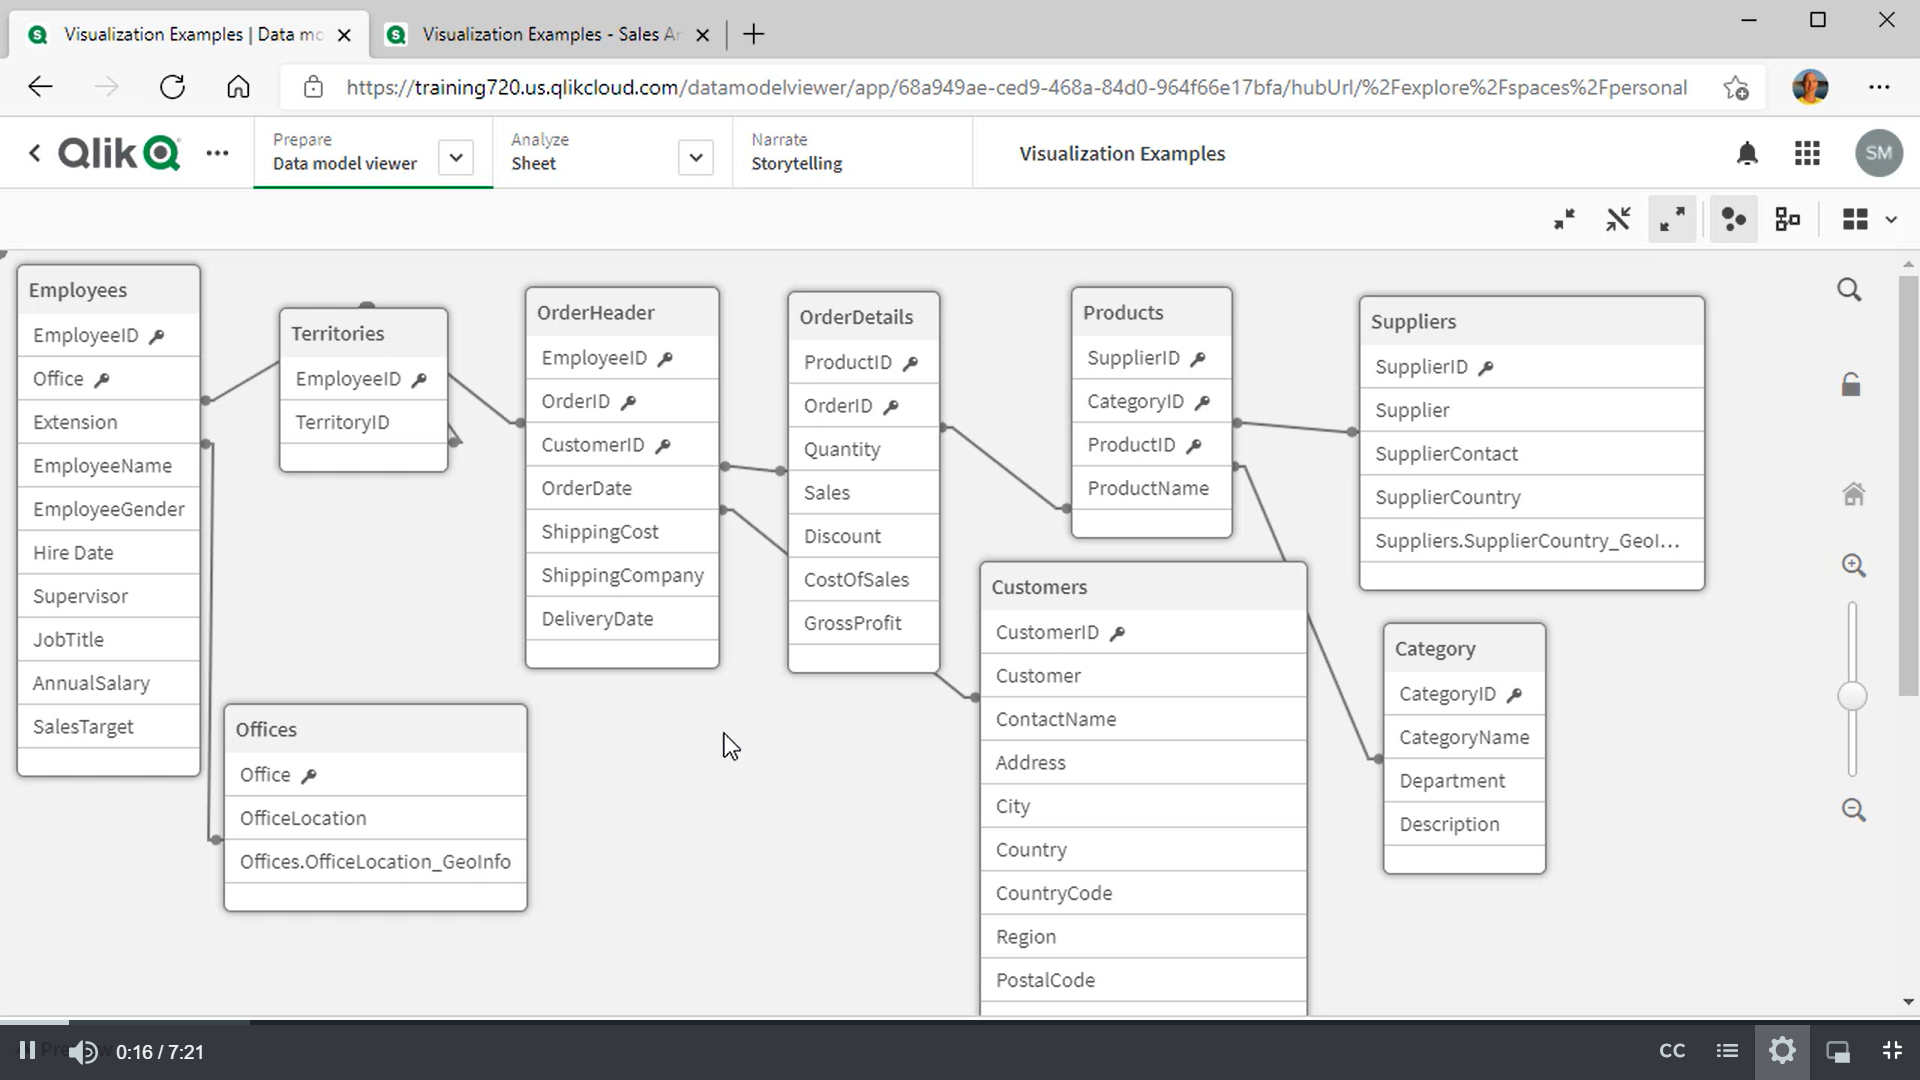 Visualization Examples | Data mo
Visualization Examples - Sales A
https://training720.us.qlikcloud.com/datamodelviewer/app/68a949ae-ced9-468a-84d0-964f66e17bfa/hubUrl/%2Fexplore%2Fspaces%2Fpersonal
Qlik
Prepare
Data model viewer
Analyze
Sheet
Narrate
Storytelling
Visualization Examples
SM
Employees
EmployeeID
Office
Extension
EmployeeName
EmployeeGender
Hire Date
Supervisor
JobTitle
AnnualSalary
SalesTarget
Territories
EmployeeID
TerritoryID
OrderHeader
EmployeeID
OrderID
CustomerID
OrderDate
ShippingCost
ShippingCompany
DeliveryDate
OrderDetails
ProductID
OrderID
Quantity
Sales
Discount
CostOfSales
GrossProfit
Products
SupplierID
CategoryID
ProductID
ProductName
Suppliers
SupplierID
Supplier
SupplierContact
SupplierCountry
Suppliers.SupplierCountry_GeoI...
Offices
Office
OfficeLocation
Offices.OfficeLocation_GeoInfo
Customers
CustomerID
Customer
ContactName
Address
City
Country
CountryCode
Region
PostalCode
Category
CategoryID
CategoryName
Department
Description
0:16 / 7:21
CC